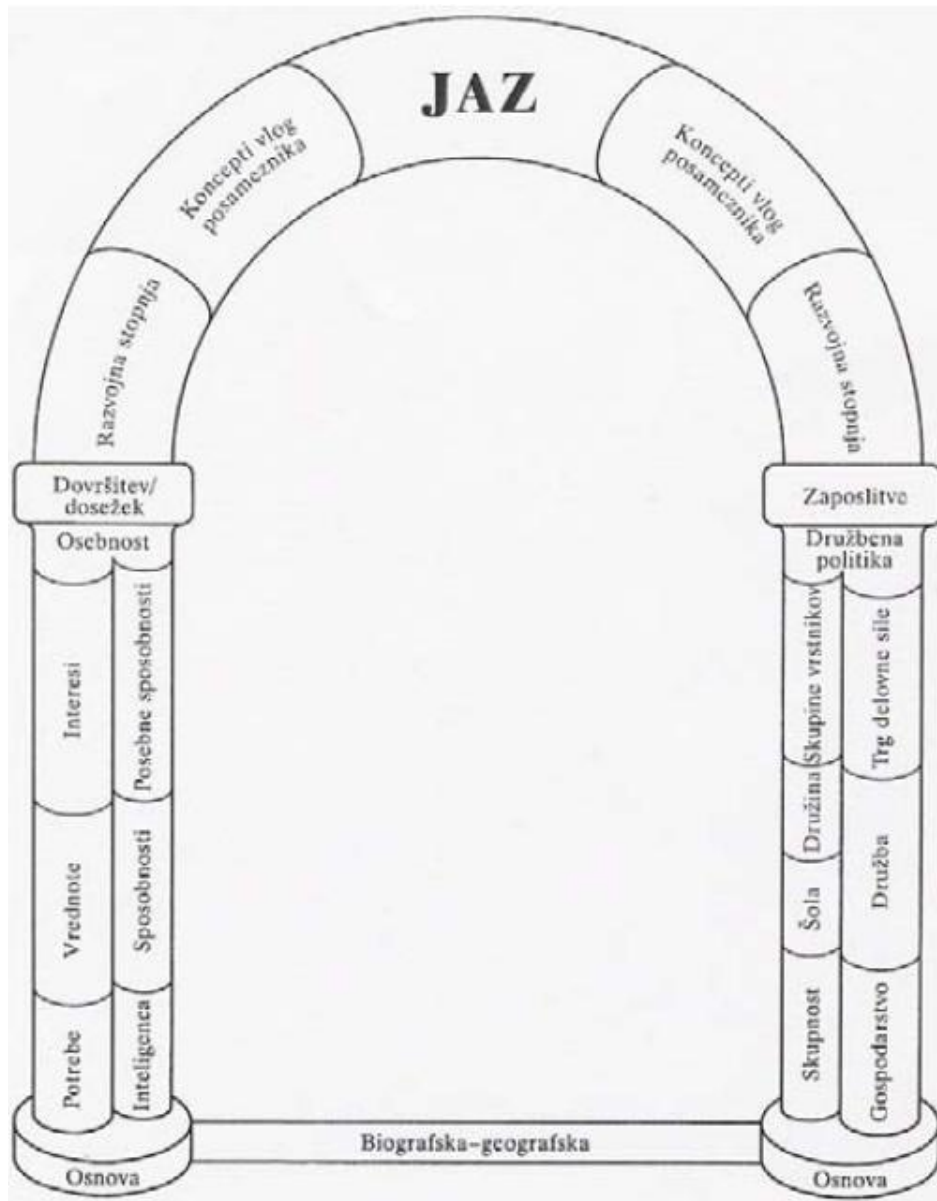 JAZ
Koncepti vlog
posameznika
Koncepti vlog
posameznika
Razvojna stopnja
Razvojna stopnja
Dovršitev/
dosežek
Osebnost
Interesi
Posebne sposobnosti
Vrednote
Sposobnosti
Potrebe
Inteligenca
Osnova
Biografska-geografska
Zaposlitve
Družbena
politika
Skupine vrstnikov
Trg delovne sile
Družina
Družba
Šola
Skupnost
Gospodarstvo
Osnova